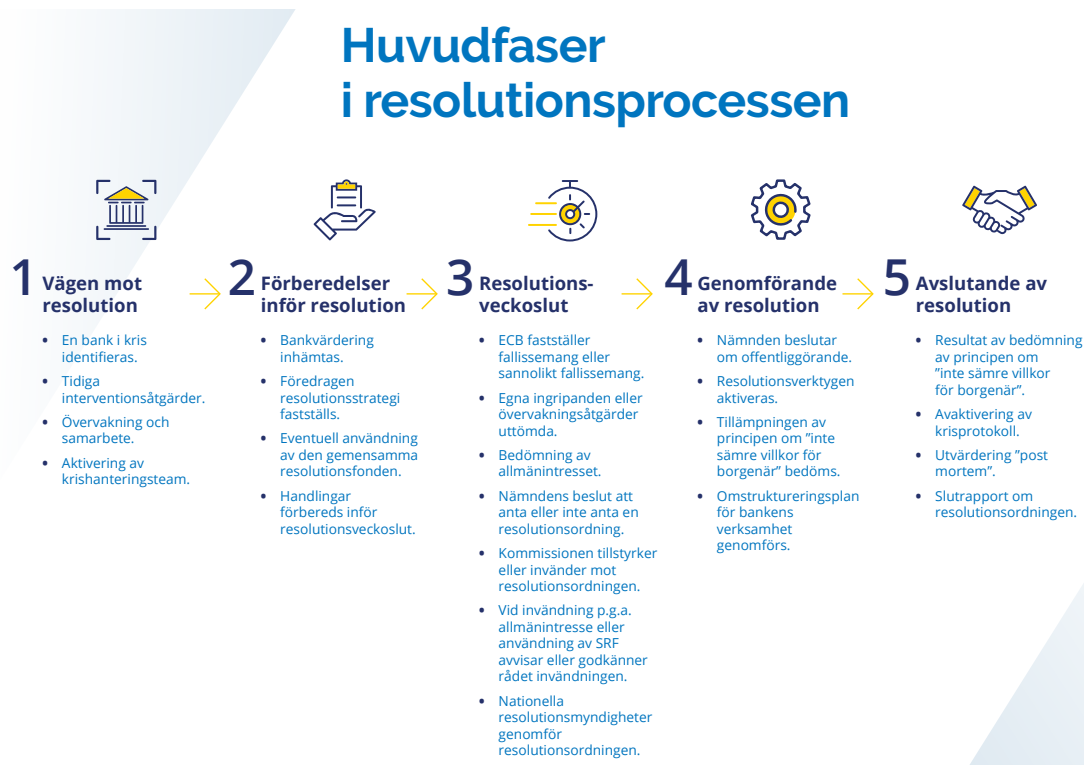 Huvudfaser
i resolutionsprocessen
1 Vägen mot
resolution
• En bank i kris
identifieras.
• Tidiga
interventionsåtgärder.
• Övervakning och
samarbete.
• Aktivering av
krishanteringsteam.
2 Förberedelser
inför resolution
• Bankvärdering
inhämtas.
• Föredragen
resolutionsstrategi
fastställs.
• Eventuell användning
av den gemensamma
resolutionsfonden.
• Handlingar
förbereds inför
resolutionsveckoslut.
3 Resolutions-
veckoslut
• ECB fastställer
fallissemang eller
sannolikt fallissemang.
• Egna ingripanden eller
övervakningsåtgärder
uttömda.
• Bedömning av
allmänintresset.
• Nämndens beslut att
anta eller inte anta en
resolutionsordning.
• Kommissionen tillstyrker
eller invänder mot
resolutionsordningen.
• Vid invändning p.g.a.
allmänintresse eller
användning av SRF
avvisar eller godkänner
rådet invändningen.
• Nationella
resolutionsmyndigheter
genomför
resolutionsordningen.
4 Genomförande
av resolution
• Nämnden beslutar
om offentliggörande.
• Resolutionsverktygen
aktiveras.
• Tillämpningen av
principen om ”inte
sämre villkor för
borgenär” bedöms.
• Omstruktureringsplan
för bankens
verksamhet
genomförs.
5 Avslutande av
resolution
• Resultat av bedömning
av principen om
”inte sämre villkor
för borgenär”.
• Avaktivering av
krisprotokoll.
• Utvärdering ”post
mortem”.
• Slutrapport om
resolutionsordningen.